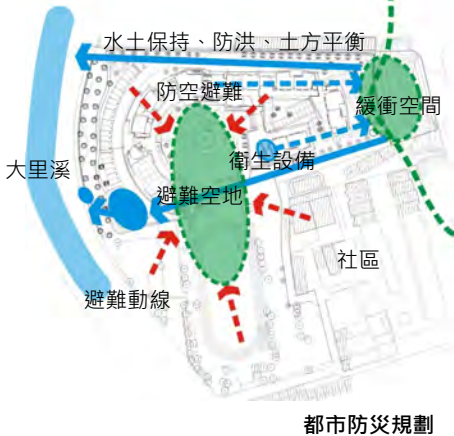 水土保持、防洪、土方平衡
防空避難
緩衝空間
衛生設備
大里溪
避難空地
社區
避難動線
都市防災規劃